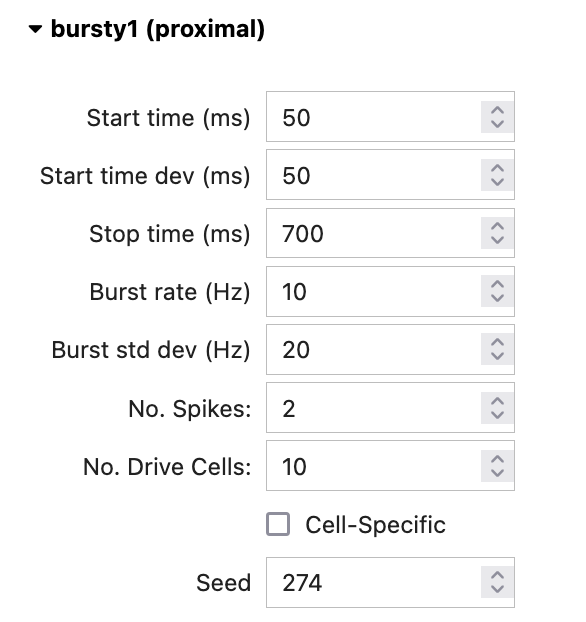 bursty1 (proximal)
Start time (ms) 50
Start time dev (ms) 50
Stop time (ms) 700
Burst rate (Hz) 10
Burst std dev (Hz) 20
No. Spikes: 2
No. Drive Cells: 10
Cell-Specific
Seed 274